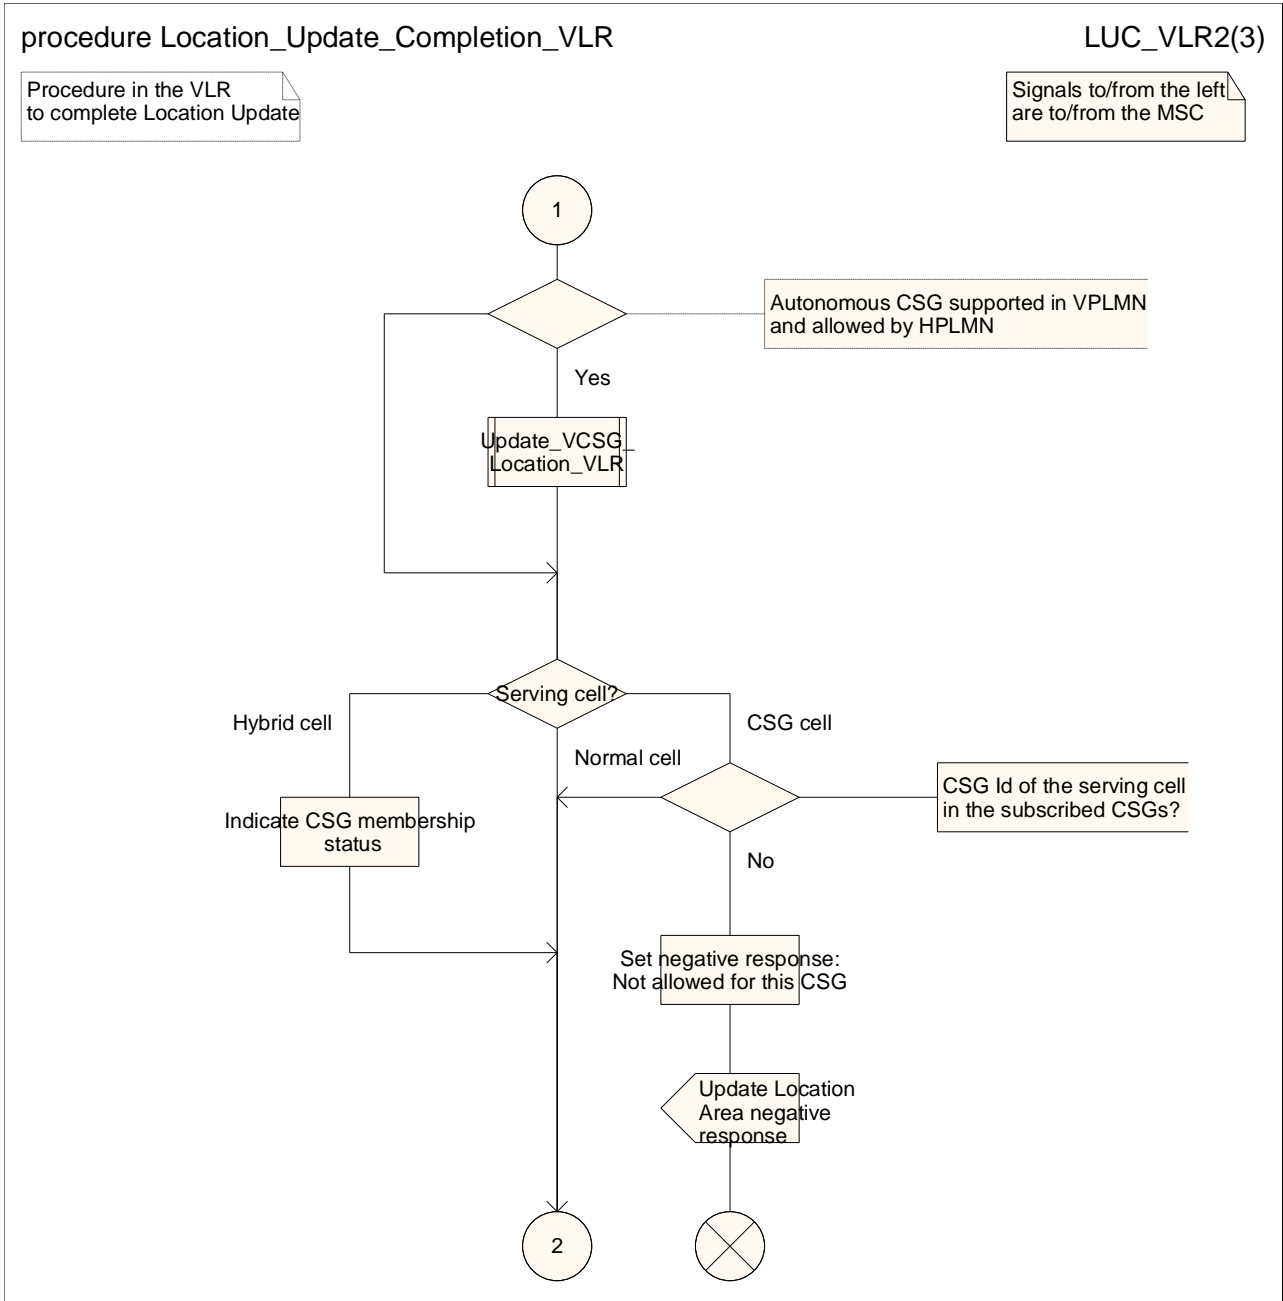 procedure Location_Update_Completion_VLR
LUC_VLR2(3)
Procedure in the VLR
to complete Location Update
Signals to/from the left
are to/from the MSC
1
Autonomous CSG supported in VPLMN
and allowed by HPLMN
Yes
Update_VCSG_
Location_VLR
Serving cell?
Hybrid cell
CSG cell
Normal cell
CSG Id of the serving cell
in the subscribed CSGs?
Indicate CSG membership
status
No
Set negative response:
Not allowed for this CSG
Update Location
Area negative
response
2